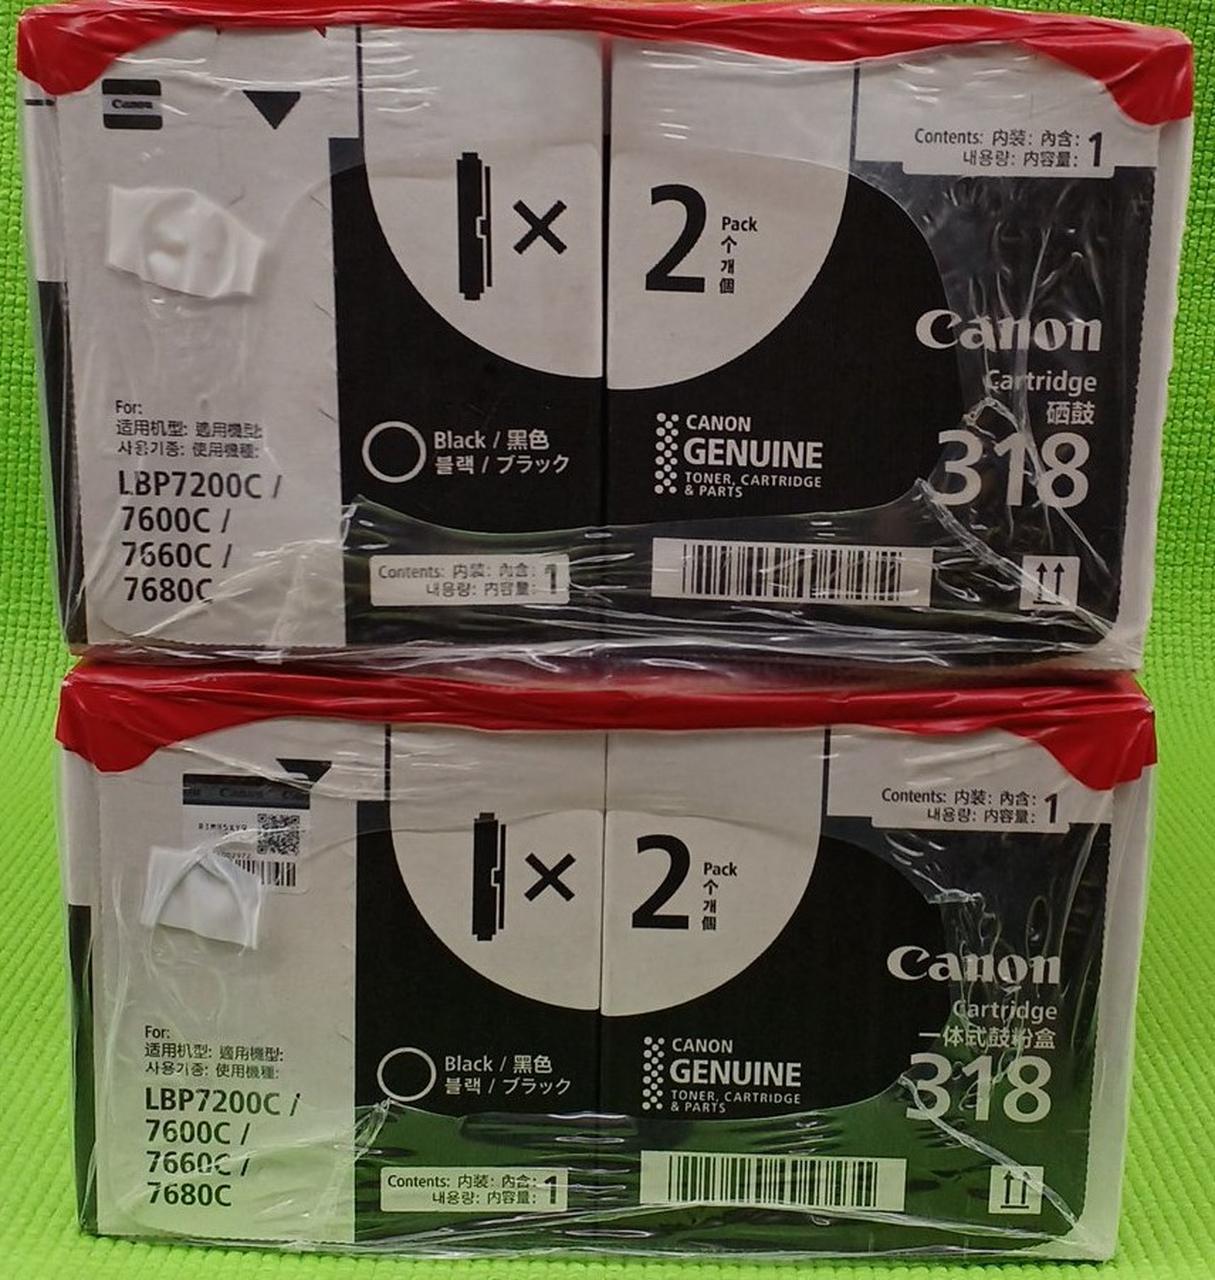 Canon
Contents: 内装: 內含: 1
内容量: 内容量:
2
Pack
个
개
個
Canon
Cartridge
硒鼓
318
For:
适用机型: 適用機型:
사용기종: 使用機種:
LBP7200C /
7600C /
7660C /
7680C
Black / 黑色
블랙 / ブラック
CANON
GENUINE
TONER, CARTRIDGE
& PARTS
Contents: 内装: 內含: 1
내용량: 内容量:
Canon
Contents: 内装: 內含: 1
내용량: 内容量:
2
Pack
个
개
個
Canon
Cartridge
一体式鼓粉盒
318
For:
适用机型: 適用機型:
사용기종: 使用機種:
LBP7200C /
7600C /
7660C /
7680C
Black / 黑色
블랙 / ブラック
CANON
GENUINE
TONER, CARTRIDGE
& PARTS
Contents: 内装: 內含: 1
내용량: 内容量: